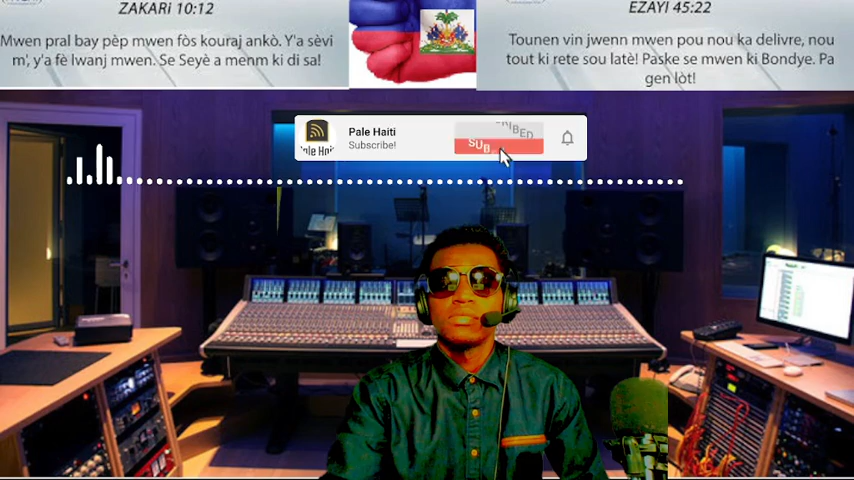 ZAKARi 10:12
Mwen pral bay pèp mwen fòs kouraj ankò. Y'a sèvi
m', y'a fè lwanj mwen. Se Seyè a menm ki di sa!
EZAYI 45:22
Tounen vin jwenn mwen pou nou ka delivre, nou
tout ki rete sou latè! Paske se mwen ki Bondye. Pa
gen lòt!
Pale Haiti
Subscribe!
SUB